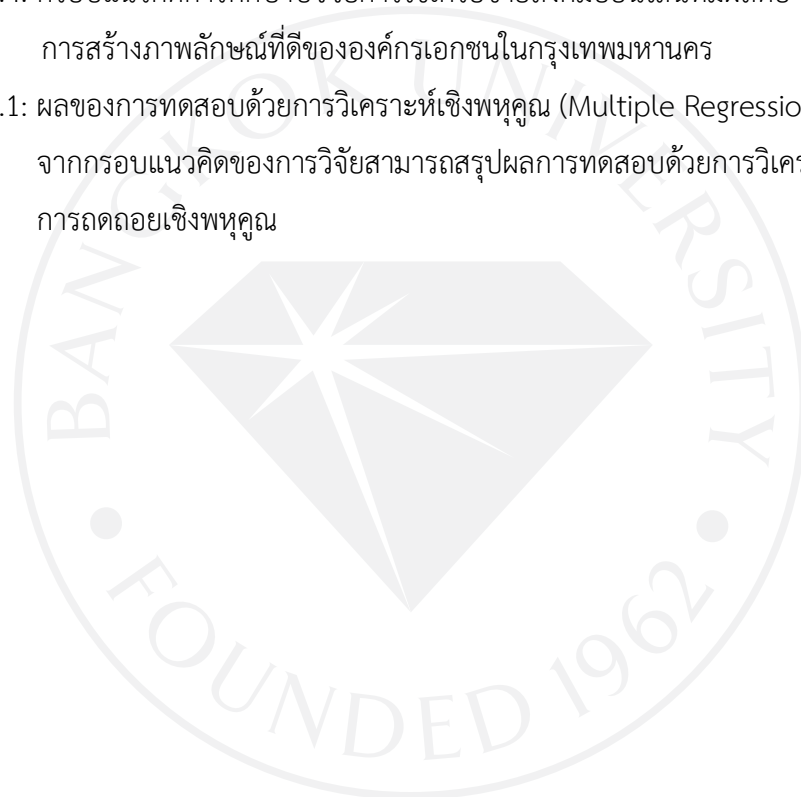 การสร้างภาพลักษณ์ที่ดีขององค์กรเอกชนในกรุงเทพมหานคร
.1: ผลของการทดสอบด้วยการวิเคราะห์เชิงพหุคูณ (Multiple Regressio
จากกรอบแนวคิดของการวิจัยสามารถสรุปผลการทดสอบด้วยการวิเคร
การถดถอยเชิงพหุคูณ
BANGKOK UNIVERSITY
• FOUNDED 1962 •